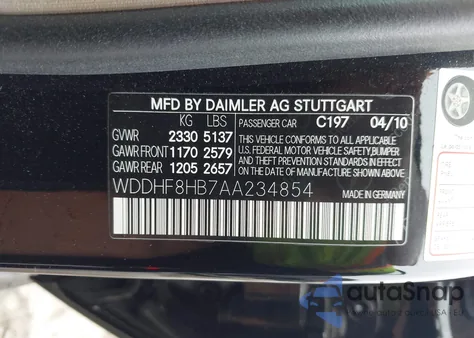 MFD BY DAIMLER AG STUTTGART
KG LBS PASSENGER CAR C197 04/10
GVWR 2330 5137
GAWR FRONT 1170 2579
GAWR REAR 1205 2657
THIS VEHICLE CONFORMS TO ALL APPLICABLE
FEDERAL MOTOR VEHICLE SAFETY, BUMPER
AND THEFT PREVENTION STANDARDS IN EFFECT
ON THE DATE OF MANUFACTURE SHOWN ABOVE.
WDDHF8HB7AA234854
MADE IN GERMANY
autoSnap